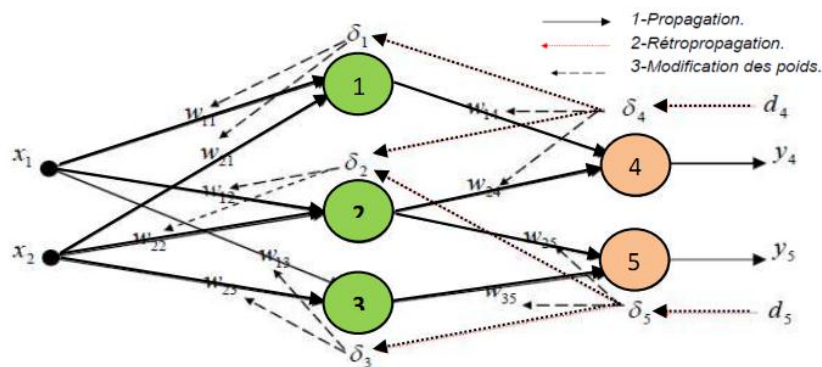 1-Propagation.
2-Rétropropagation.
3-Modification des poids.
δ₁
1
w₁₁
w₁₄
δ₄
d₄
x₁
w₂₁
δ₂
4
y₄
w₁₂
w₂₄
2
x₂
w₂₂
w₁₃
w₂₅
5
y₅
w₂₃
3
w₃₅
δ₅
d₅
δ₃